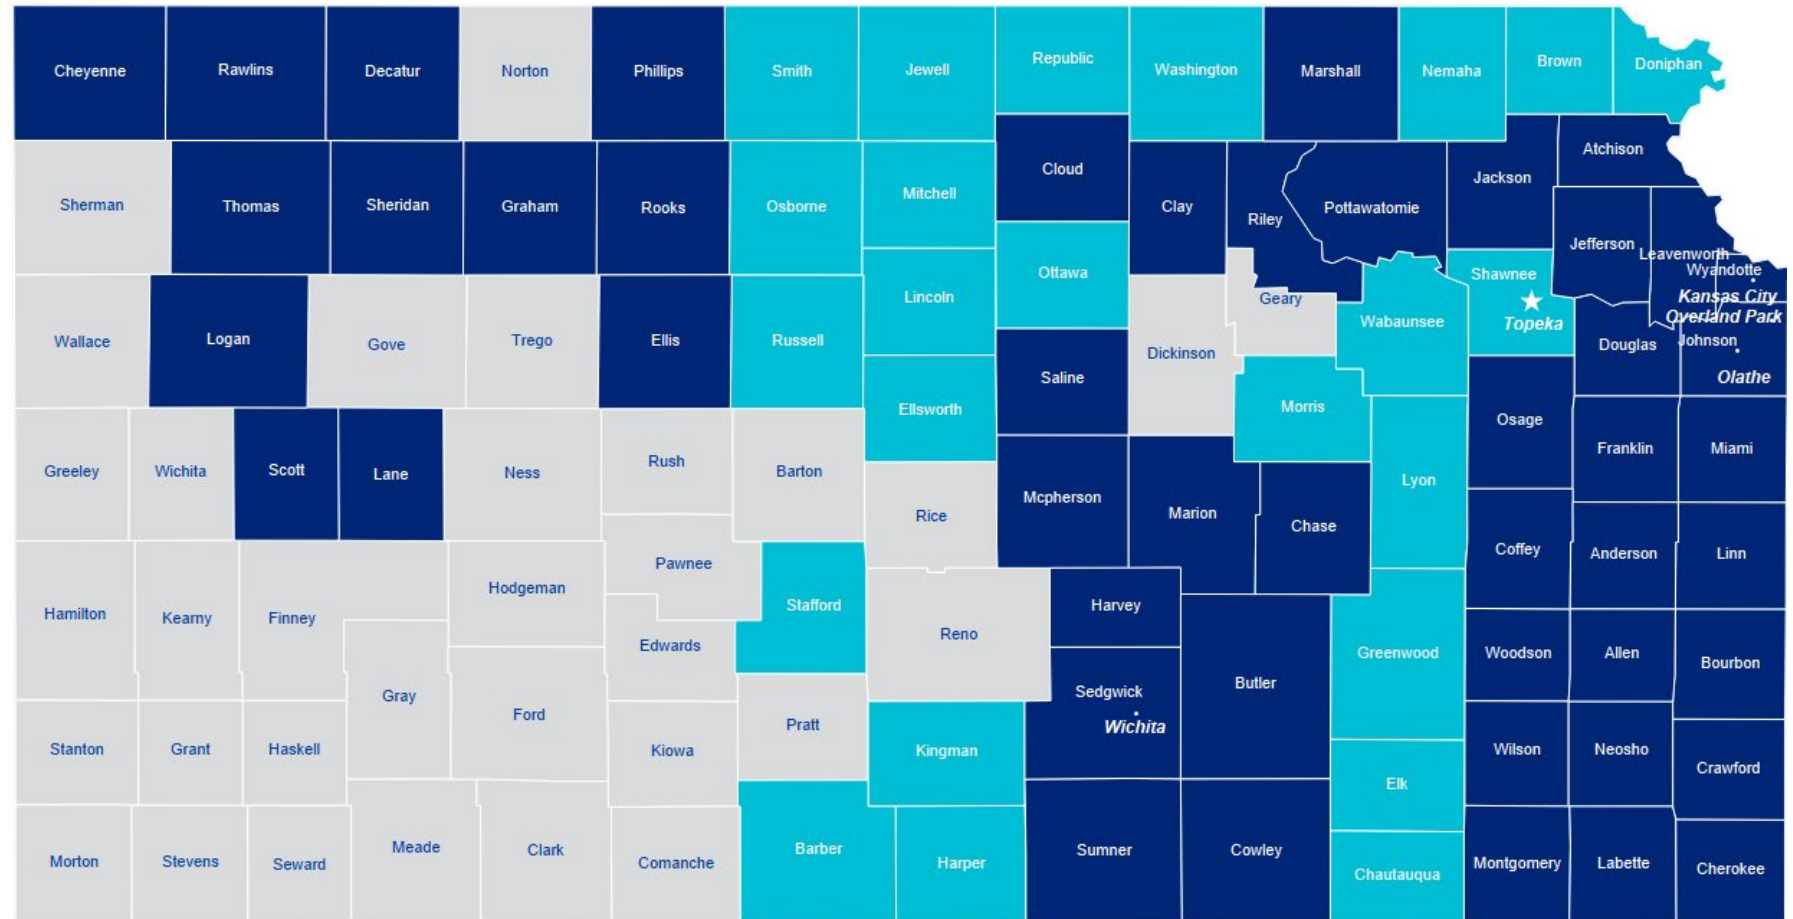 Cheyenne
Rawlins
Decatur
Norton
Phillips
Smith
Jewell
Republic
Washington
Marshall
Nemaha
Brown
Doniphan
Sherman
Thomas
Sheridan
Graham
Rooks
Osborne
Mitchell
Cloud
Clay
Riley
Pottawatomie
Jackson
Atchison
Jefferson
Leavenworth
Wyandotte
Kansas City
Overland Park
Johnson
Olathe
Wallace
Logan
Gove
Trego
Ellis
Russell
Lincoln
Ottawa
Saline
Dickinson
Geary
Wabaunsee
Shawnee
Topeka
Douglas
Ellsworth
Morris
Osage
Franklin
Miami
Greeley
Wichita
Scott
Lane
Ness
Rush
Barton
Rice
Mcpherson
Marion
Chase
Lyon
Coffey
Anderson
Linn
Hamilton
Kearny
Finney
Hodgeman
Pawnee
Edwards
Stafford
Reno
Harvey
Sedgwick
Wichita
Butler
Greenwood
Woodson
Allen
Bourbon
Gray
Ford
Stanton
Grant
Haskell
Kiowa
Pratt
Kingman
Elk
Wilson
Neosho
Crawford
Morton
Stevens
Seward
Meade
Clark
Comanche
Barber
Harper
Sumner
Cowley
Chautauqua
Montgomery
Labette
Cherokee